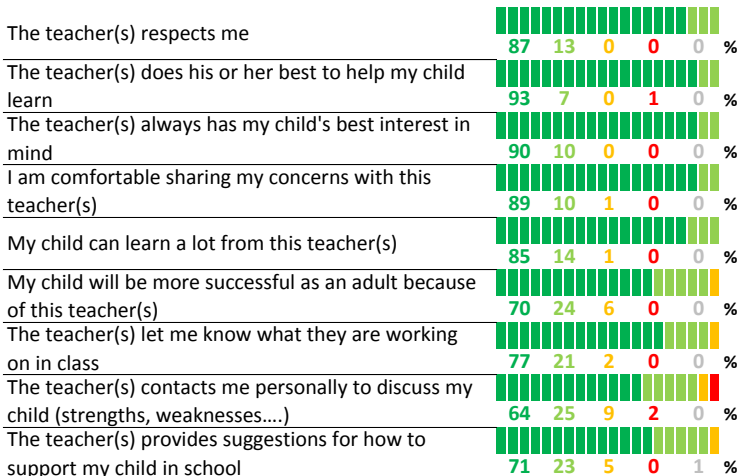 The teacher(s) respects me
87 13 0 0 0 %
The teacher(s) does his or her best to help my child
learn
93 7 0 1 0 %
The teacher(s) always has my child's best interest in
mind
90 10 0 0 0 %
I am comfortable sharing my concerns with this
teacher(s)
89 10 1 0 0 %
My child can learn a lot from this teacher(s)
85 14 1 0 0 %
My child will be more successful as an adult because
of this teacher(s)
70 24 6 0 0 %
The teacher(s) let me know what they are working
on in class
77 21 2 0 0 %
The teacher(s) contacts me personally to discuss my
child (strengths, weaknesses….)
64 25 9 2 0 %
The teacher(s) provides suggestions for how to
support my child in school
71 23 5 0 1 %